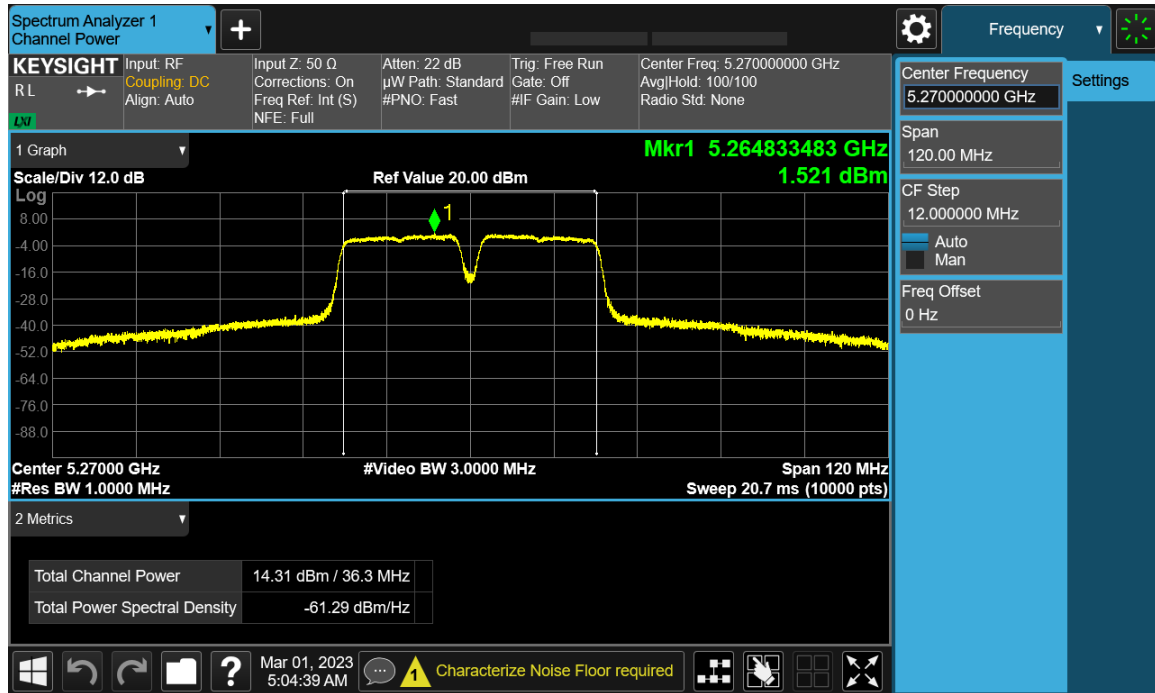 Spectrum Analyzer 1
Channel Power
+
Frequency
KEYSIGHT
RL
LXI
Input: RF
Coupling: DC
Align: Auto
Input Z: 50 Ω
Corrections: On
Freq Ref: Int (S)
NFE: Full
Atten: 22 dB
µW Path: Standard
#PNO: Fast
Trig: Free Run
Gate: Off
#IF Gain: Low
Center Freq: 5.270000000 GHz
Avg|Hold: 100/100
Radio Std: None
Center Frequency
5.270000000 GHz
Settings
Span
120.00 MHz
CF Step
12.000000 MHz
Auto
Man
Freq Offset
0 Hz
1 Graph
Mkr1 5.264833483 GHz
1.521 dBm
Scale/Div 12.0 dB
Ref Value 20.00 dBm
Log
8.00
-4.00
-16.0
-28.0
-40.0
-52.0
-64.0
-76.0
-88.0
1
Center 5.27000 GHz
#Video BW 3.0000 MHz
Span 120 MHz
#Res BW 1.0000 MHz
Sweep 20.7 ms (10000 pts)
2 Metrics
Total Channel Power 14.31 dBm / 36.3 MHz
Total Power Spectral Density -61.29 dBm/Hz
?
Mar 01, 2023
5:04:39 AM
1
Characterize Noise Floor required